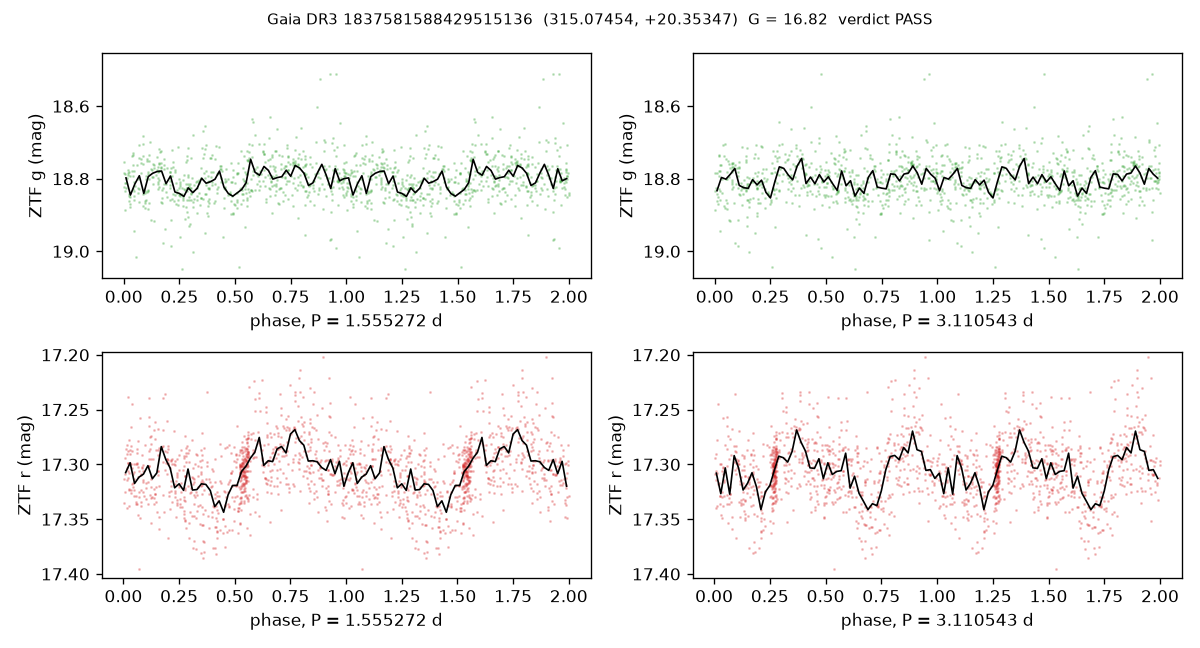 Gaia DR3 1837581588429515136 (315.07454, +20.35347) G = 16.82 verdict PASS
ZTF g (mag)
18.6
18.8
19.0
0.00 0.25 0.50 0.75 1.00 1.25 1.50 1.75 2.00
phase, P = 1.555272 d
ZTF g (mag)
18.6
18.8
19.0
0.00 0.25 0.50 0.75 1.00 1.25 1.50 1.75 2.00
phase, P = 3.110543 d
ZTF r (mag)
17.20
17.25
17.30
17.35
17.40
0.00 0.25 0.50 0.75 1.00 1.25 1.50 1.75 2.00
phase, P = 1.555272 d
ZTF r (mag)
17.20
17.25
17.30
17.35
17.40
0.00 0.25 0.50 0.75 1.00 1.25 1.50 1.75 2.00
phase, P = 3.110543 d